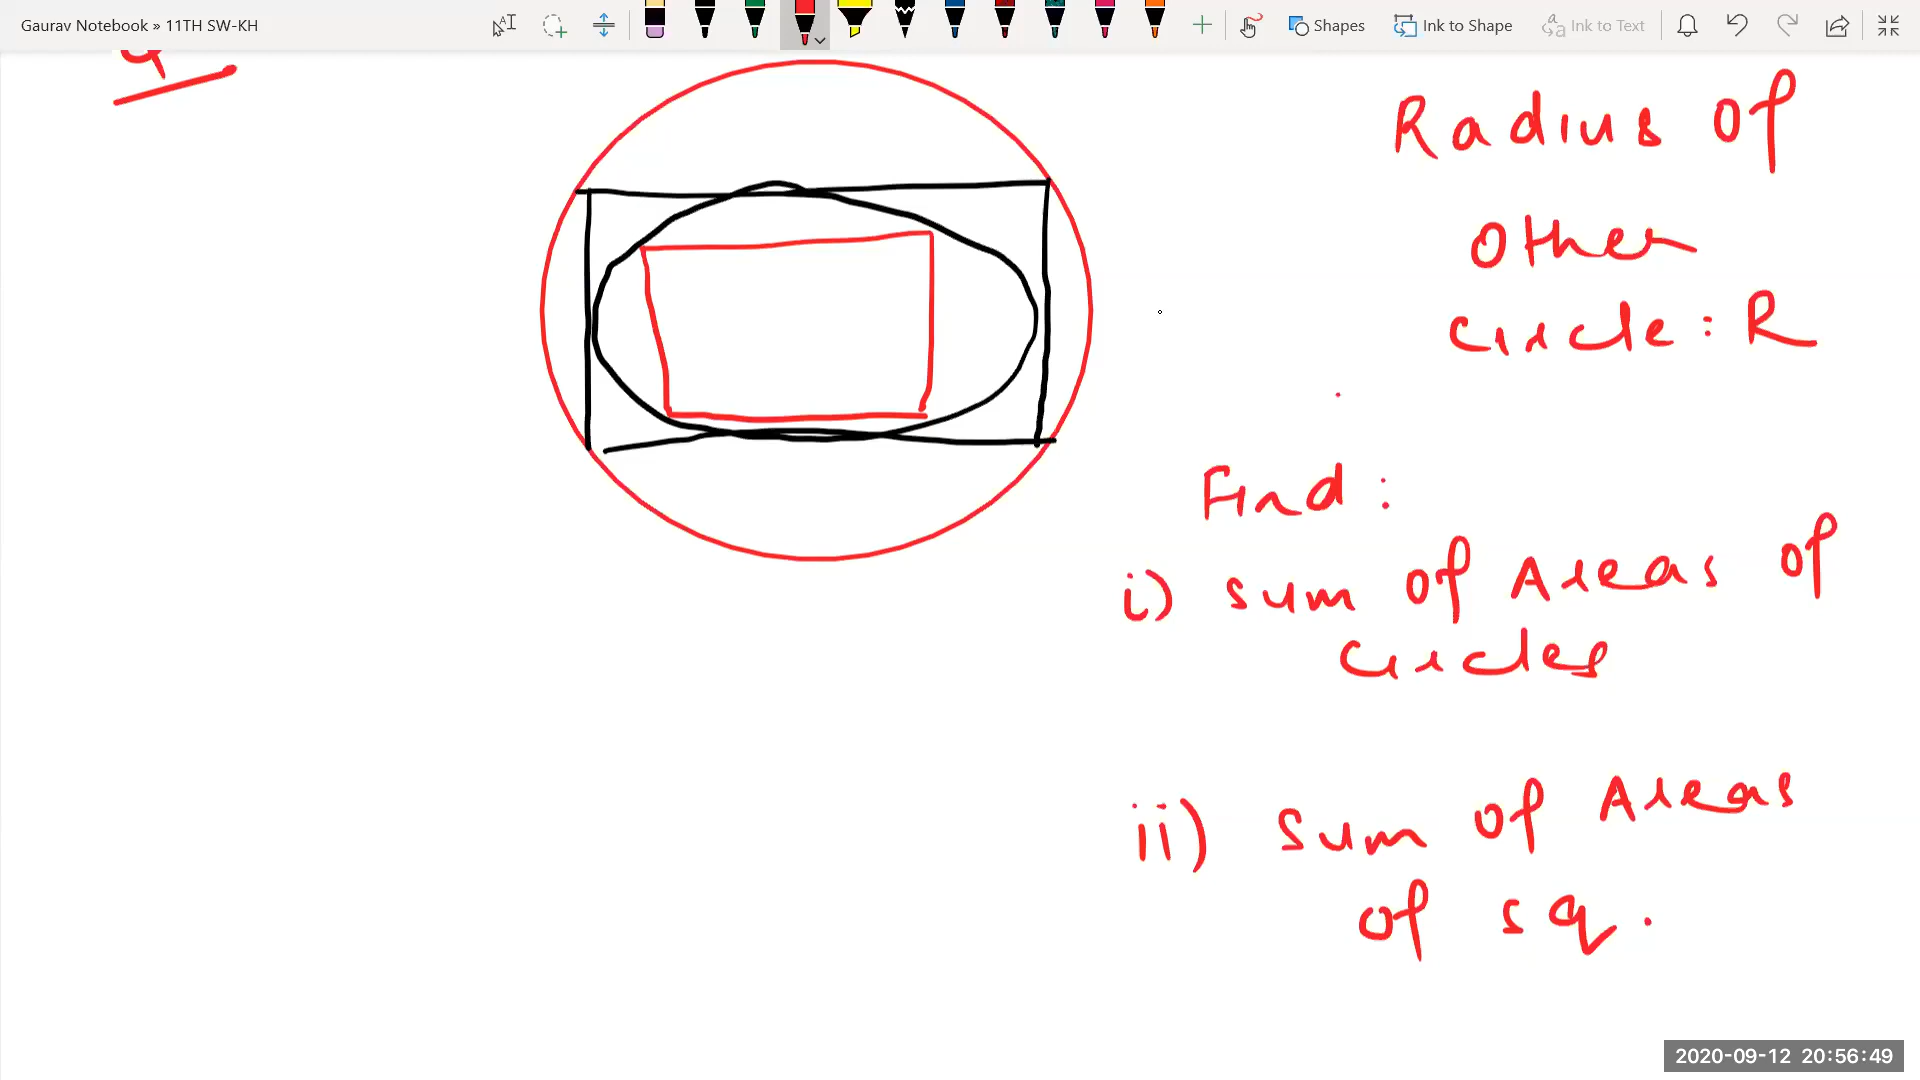 Gaurav Notebook » 11TH SW-KH
Shapes
Ink to Shape
Ink to Text
Q
Radius of
Other
Circle : R
Find :
i) Sum of Areas of
Circles
ii) Sum of Areas
of sq.
2020-09-12 20:56:49